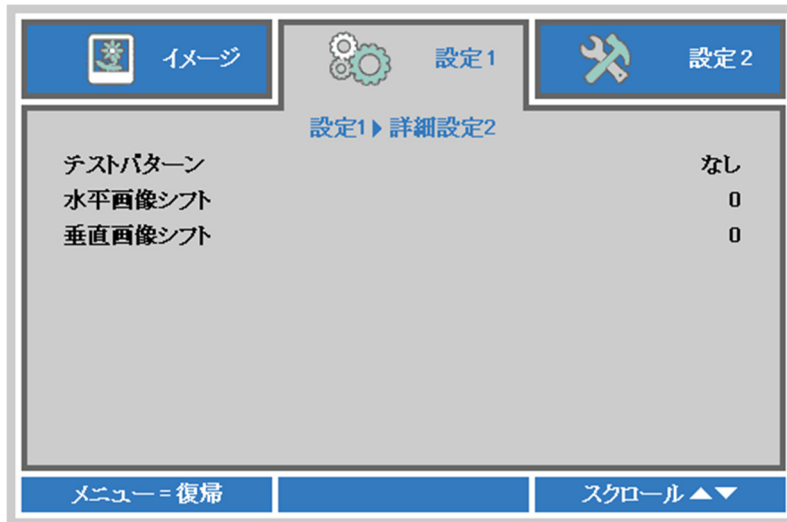 イメージ
設定1
設定2
設定1▶詳細設定2
テストパターン なし
水平画像シフト 0
垂直画像シフト 0
メニュー=復帰
スクロール▲▼